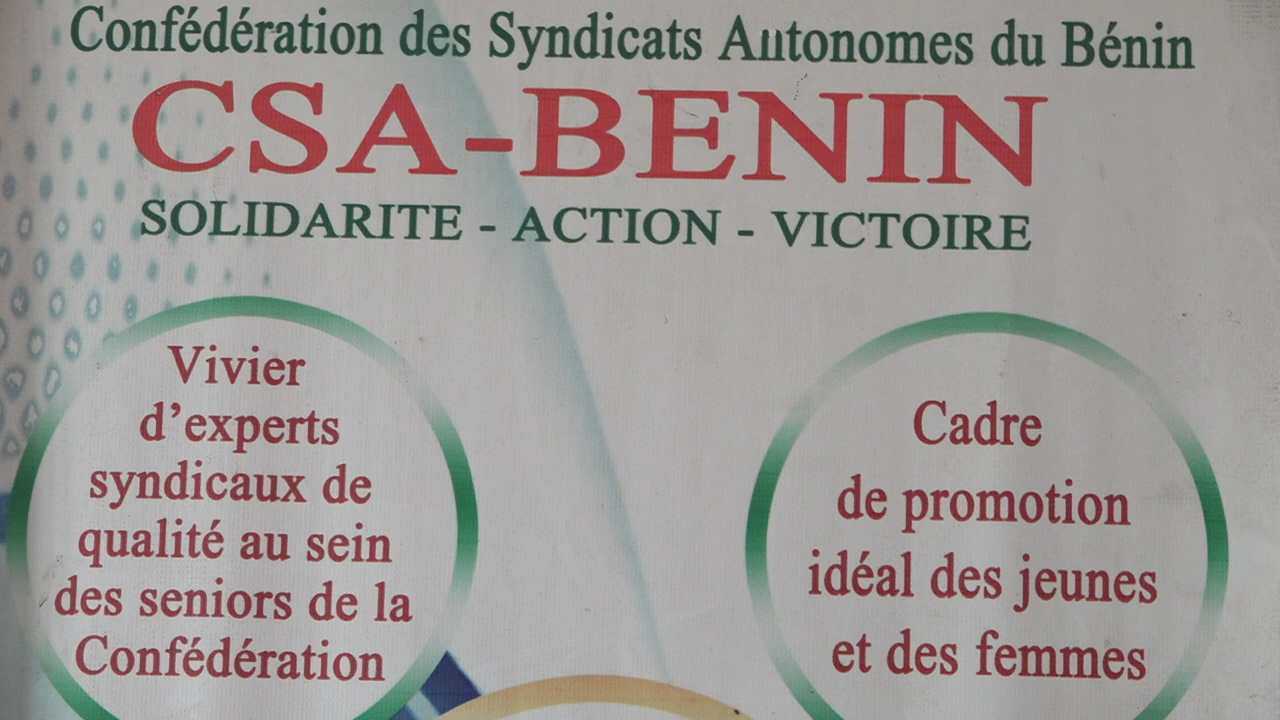 Confédération des Syndicats Autonomes du Bénin
CSA-BENIN
SOLIDARITE - ACTION - VICTOIRE
Vivier
d'experts
syndicaux de
qualité au sein
des seniors de la
Confédération
Cadre
de promotion
idéal des jeunes
et des femmes